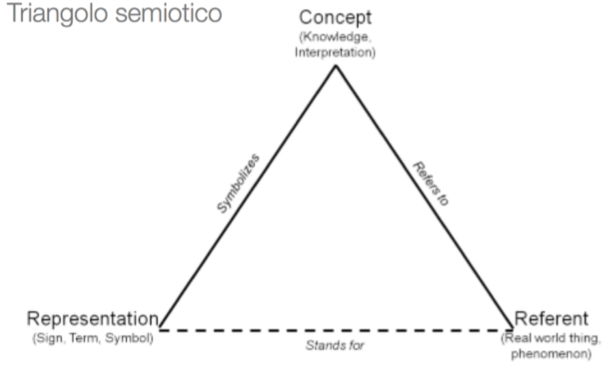 Triangolo semiotico
Concept
(Knowledge,
Interpretation)
Symbolizes
Refers to
Representation
(Sign, Term, Symbol)
Stands for
Referent
(Real world thing,
phenomenon)